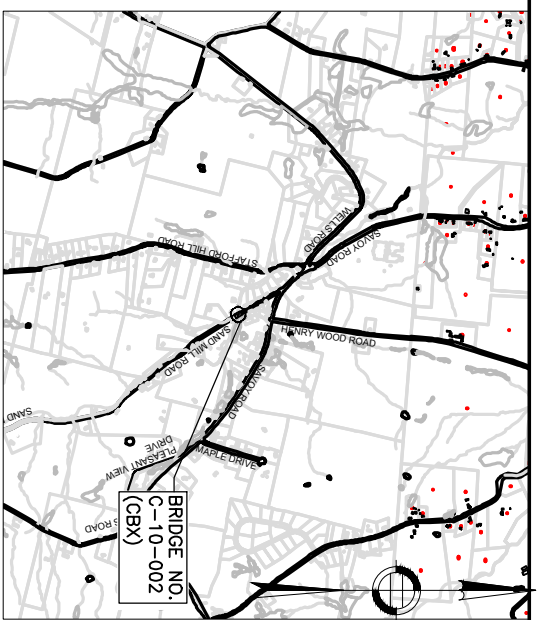 WELLS ROAD
SAVOY ROAD
STAFFORD HILL ROAD
HENRY WOOD ROAD
SAND MILL ROAD
SAVOY ROAD
MAPLE DRIVE
PLEASANT VIEW
DRIVE
SAND
S ROAD
BRIDGE NO.
C-10-002
(CBX)